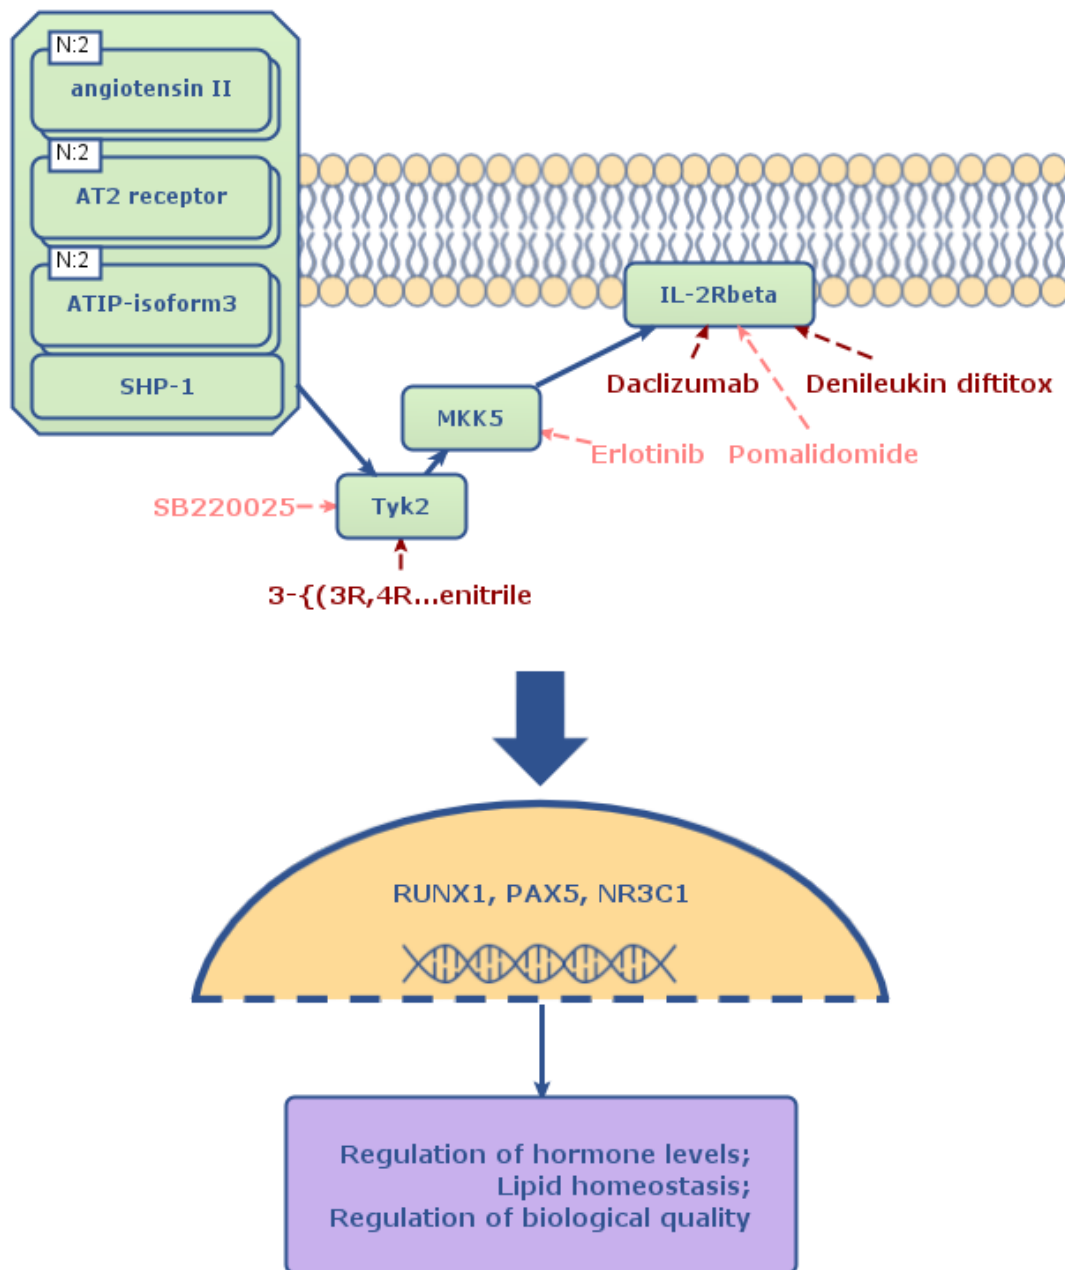 N:2
angiotensin II
N:2
AT2 receptor
N:2
ATIP-isoform3
SHP-1
IL-2Rbeta
Daclizumab
Denileukin diftitox
MKK5
Erlotinib
Pomalidomide
SB220025
Tyk2
3-{(3R,4R...enitrile
RUNX1, PAX5, NR3C1
Regulation of hormone levels;
Lipid homeostasis;
Regulation of biological quality